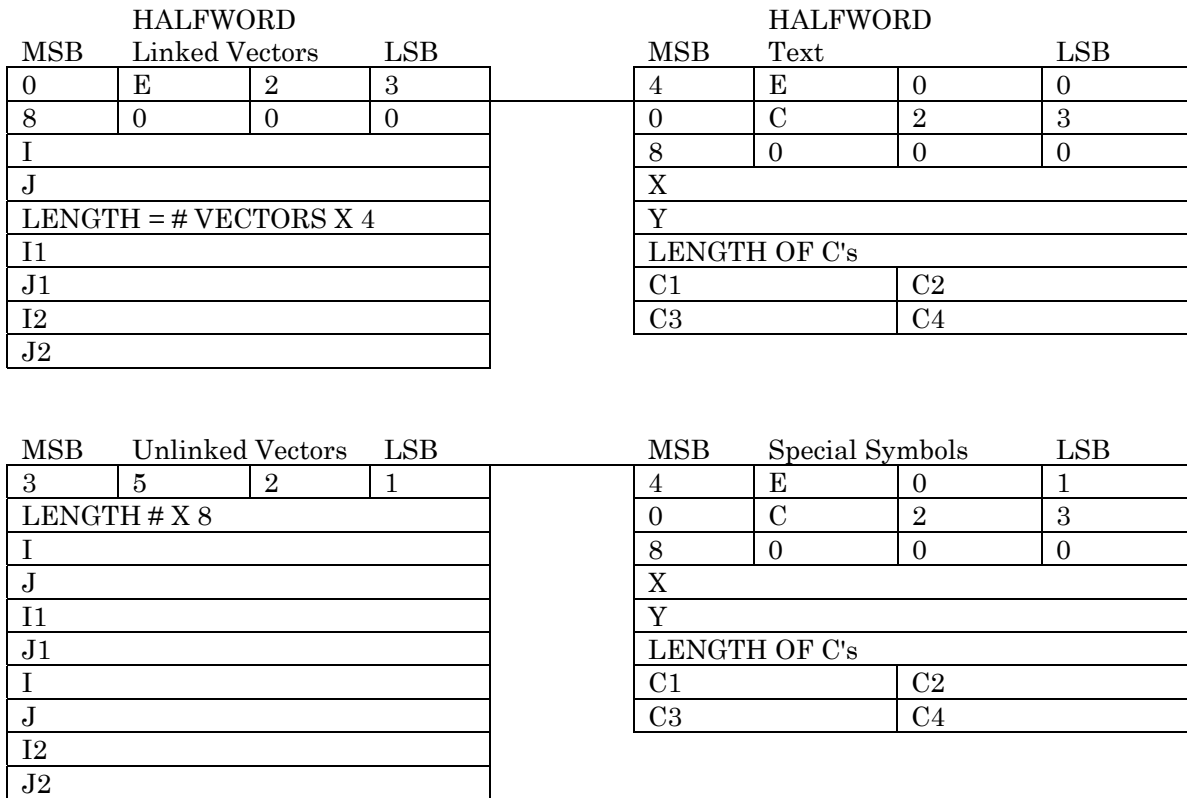 HALFWORD
MSB Linked Vectors LSB
0 E 2 3
8 0 0 0
I
J
LENGTH = # VECTORS X 4
I1
J1
I2
J2
HALFWORD
MSB Text LSB
4 E 0 0
0 C 2 3
8 0 0 0
X
Y
LENGTH OF C's
C1 C2
C3 C4
MSB Unlinked Vectors LSB
3 5 2 1
LENGTH # X 8
I
J
I1
J1
I
J
I2
J2
MSB Special Symbols LSB
4 E 0 1
0 C 2 3
8 0 0 0
X
Y
LENGTH OF C's
C1 C2
C3 C4